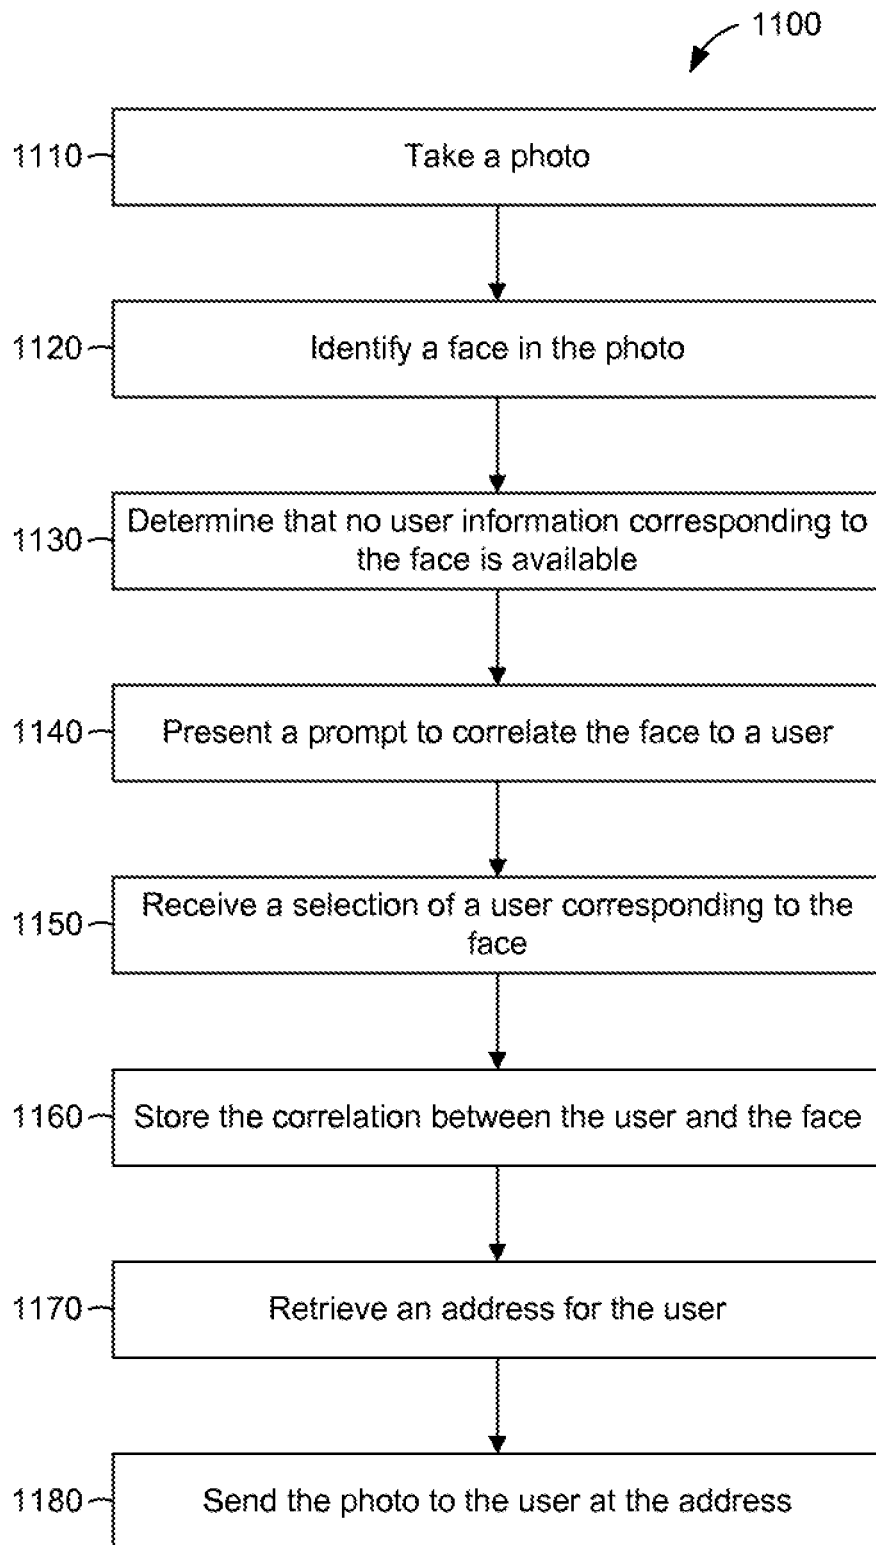 1100
1110
Take a photo
1120
Identify a face in the photo
1130
Determine that no user information corresponding to
the face is available
1140
Present a prompt to correlate the face to a user
1150
Receive a selection of a user corresponding to the
face
1160
Store the correlation between the user and the face
1170
Retrieve an address for the user
1180
Send the photo to the user at the address